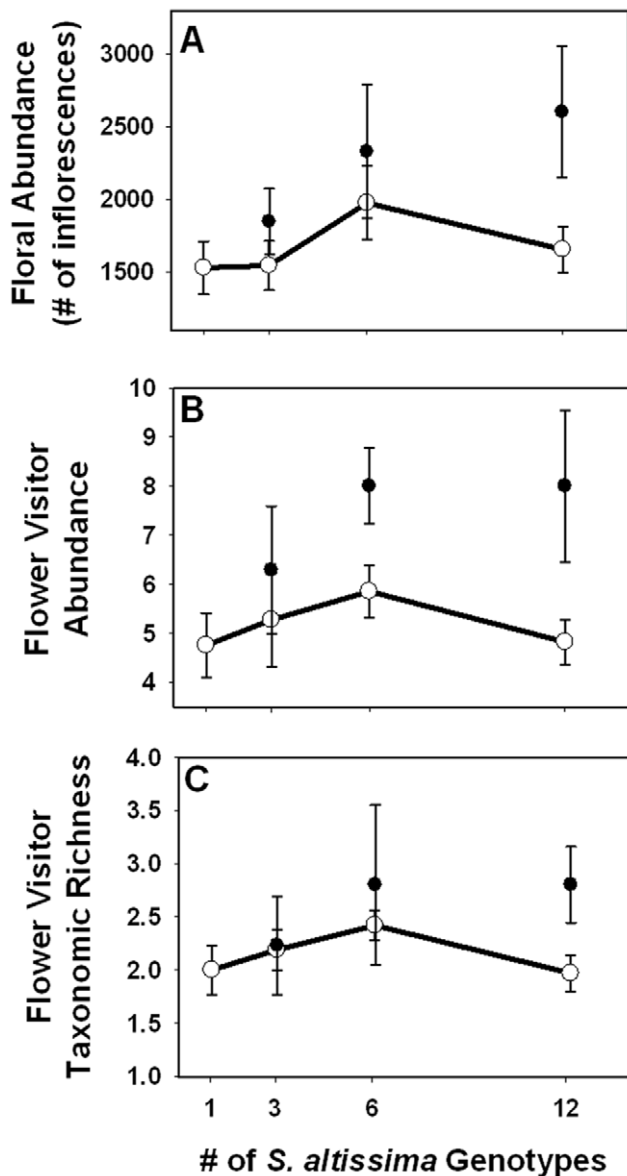 A
Floral Abundance
(# of inflorescences)
3000
2500
2000
1500
B
Flower Visitor
Abundance
10
9
8
7
6
5
4
C
Flower Visitor
Taxonomic Richness
4.0
3.5
3.0
2.5
2.0
1.5
1.0
1 3 6 12
# of S. altissima Genotypes